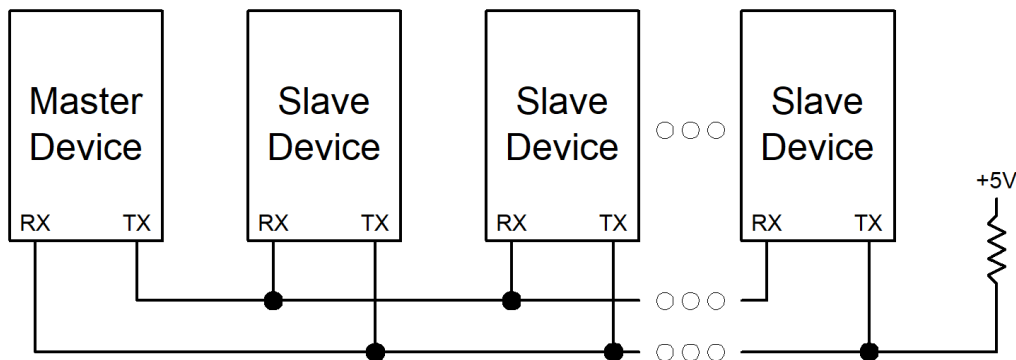 Master
Device
Slave
Device
Slave
Device
Slave
Device
RX TX
RX TX
RX TX
RX TX
+5V